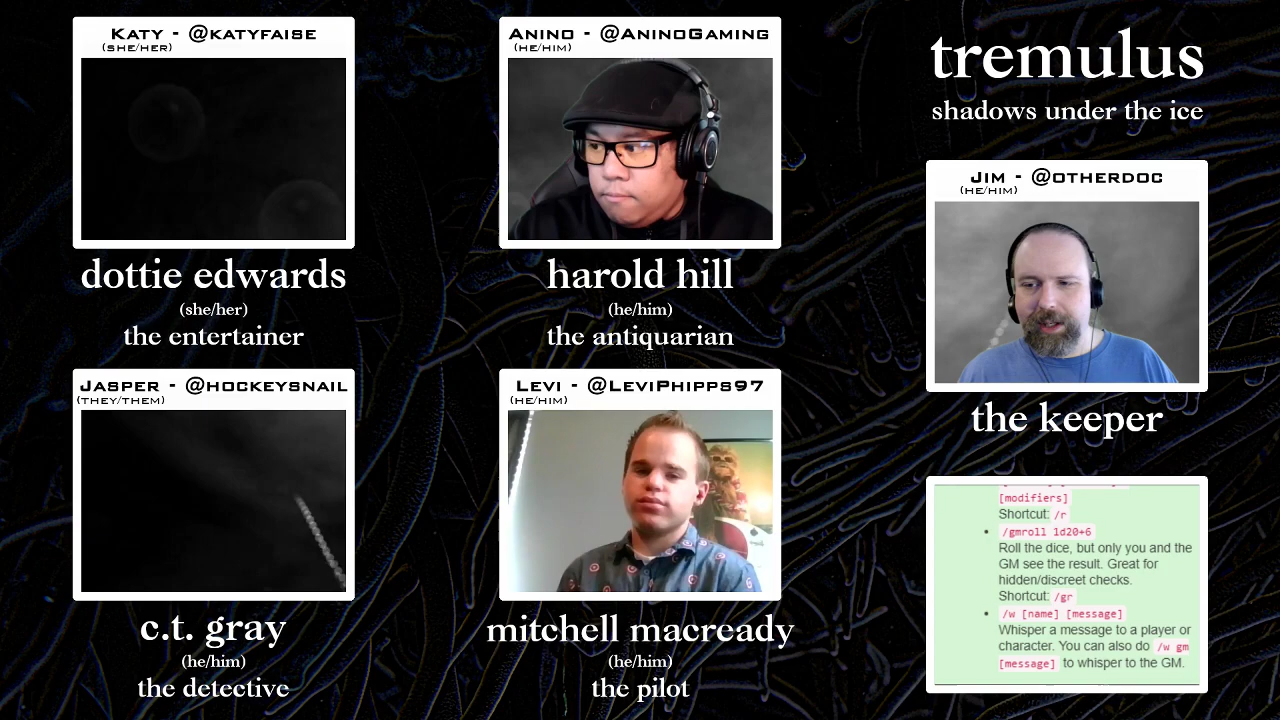 Katy - @katyfaise
(she/her)
dottie edwards
(she/her)
the entertainer
Anino - @AninoGaming
(he/him)
harold hill
(he/him)
the antiquarian
tremulus
shadows under the ice
Jim - @otherdoc
(he/him)
the keeper
Jasper - @hockeysnail
(they/them)
c.t. gray
(he/him)
the detective
Levi - @LeviPhipps97
(he/him)
mitchell macready
(he/him)
the pilot
[modifiers]
Shortcut: /r
• /gmroll 1d20+6
Roll the dice, but only you and the
GM see the result. Great for
hidden/discreet checks.
Shortcut: /gr
• /w [name] [message]
Whisper a message to a player or
character. You can also do /w gm
[message] to whisper to the GM.